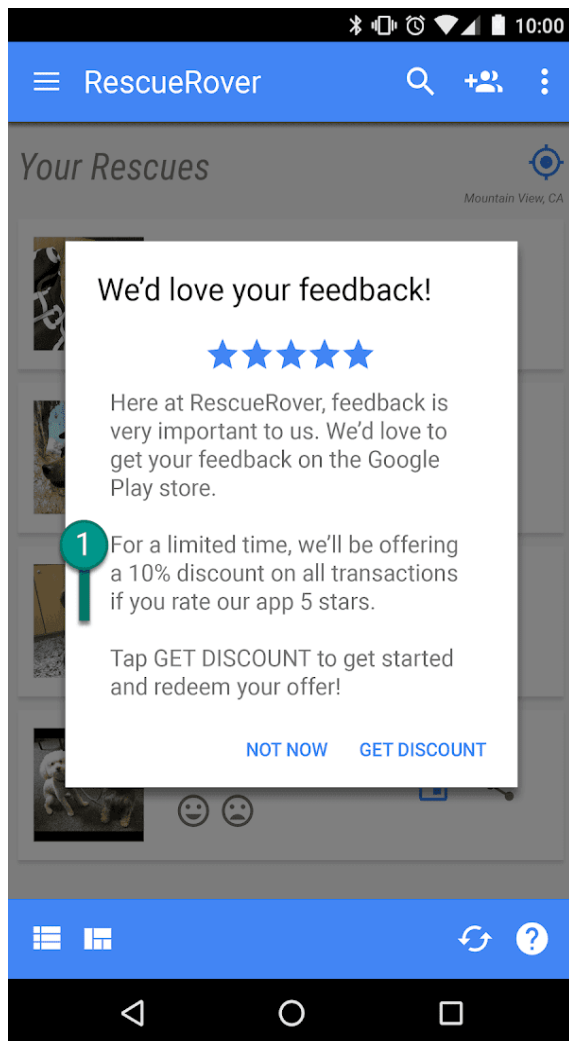 10:00
RescueRover
Your Rescues
Mountain View, CA
We’d love your feedback!
Here at RescueRover, feedback is
very important to us. We’d love to
get your feedback on the Google
Play store.
1
For a limited time, we’ll be offering
a 10% discount on all transactions
if you rate our app 5 stars.
Tap GET DISCOUNT to get started
and redeem your offer!
NOT NOW GET DISCOUNT